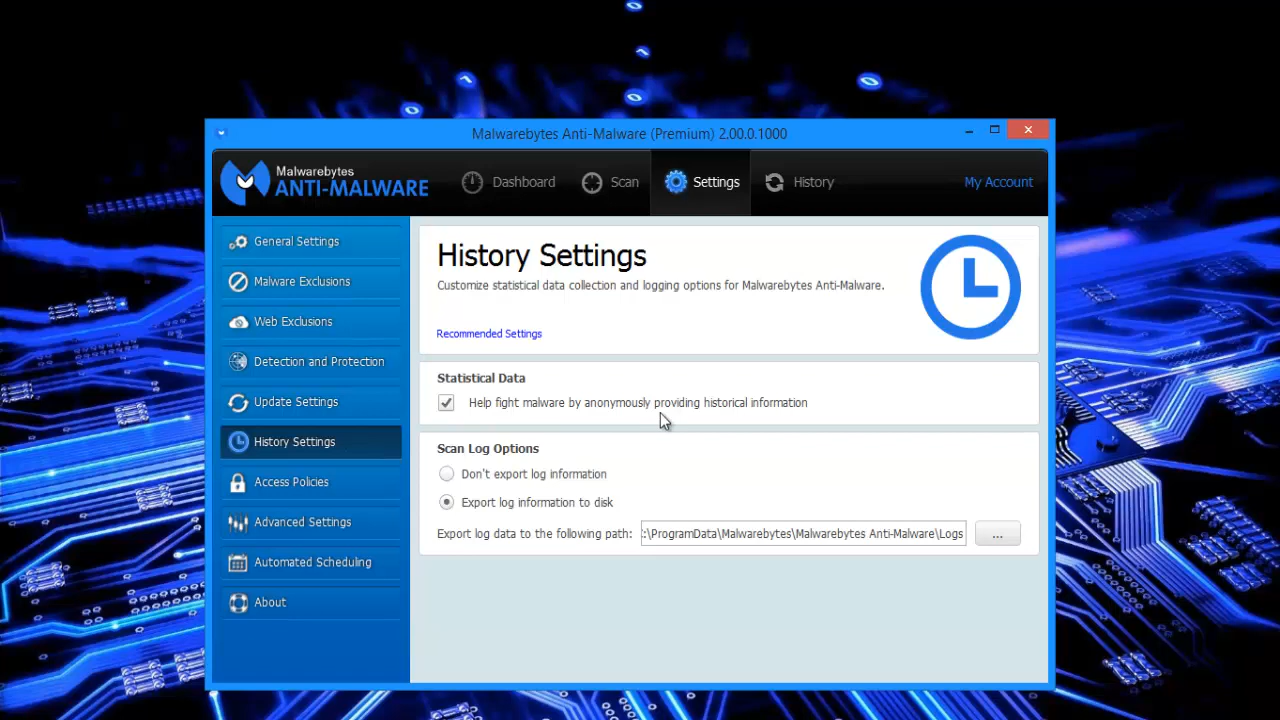 Malwarebytes Anti-Malware (Premium) 2.00.0.1000
Malwarebytes
ANTI-MALWARE
Dashboard
Scan
Settings
History
My Account
General Settings
Malware Exclusions
Web Exclusions
Detection and Protection
Update Settings
History Settings
Access Policies
Advanced Settings
Automated Scheduling
About
History Settings
Customize statistical data collection and logging options for Malwarebytes Anti-Malware.
Recommended Settings
Statistical Data
Help fight malware by anonymously providing historical information
Scan Log Options
Don't export log information
Export log information to disk
Export log data to the following path: :\ProgramData\Malwarebytes\Malwarebytes Anti-Malware\Logs ...